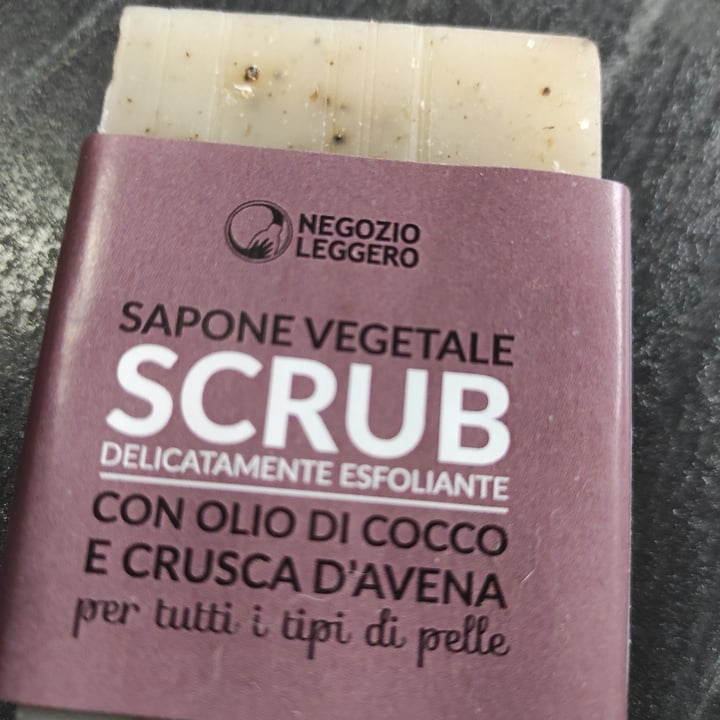 NEGOZIO
LEGGERO
SAPONE VEGETALE
SCRUB
DELICATAMENTE ESFOLIANTE
CON OLIO DI COCCO
E CRUSCA D'AVENA
per tutti i tipi di pelle